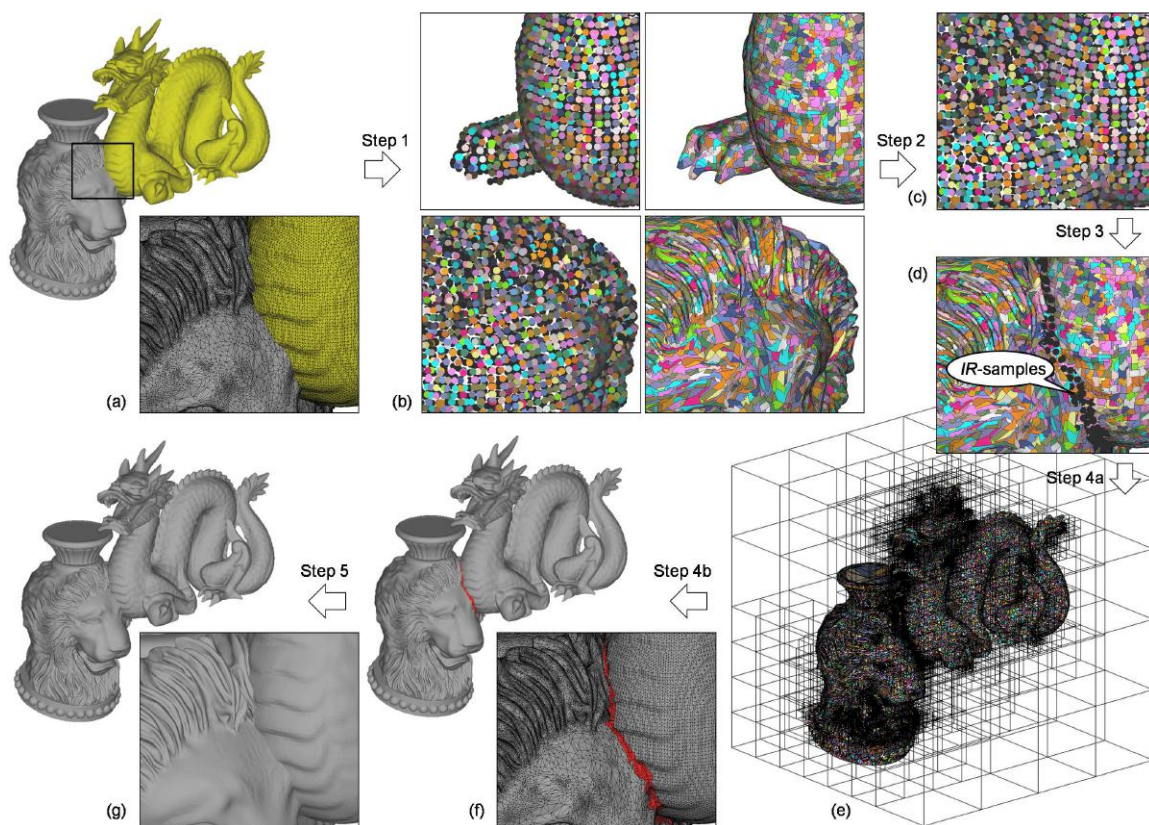 Step 1
Step 2
(c)
Step 3
(d)
IR-samples
(a)
(b)
Step 4a
Step 5
Step 4b
(g)
(f)
(e)